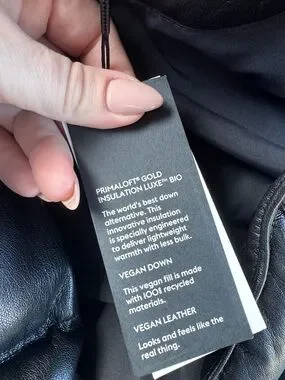 PRIMALOFT® GOLD
INSULATION LUXE™ BIO
The world's best down
alternative. This
innovative insulation
is specially engineered
to deliver lightweight
warmth with less bulk.
VEGAN DOWN
This vegan fill is made
with 100% recycled
materials.
VEGAN LEATHER
Looks and feels like the
real thing.